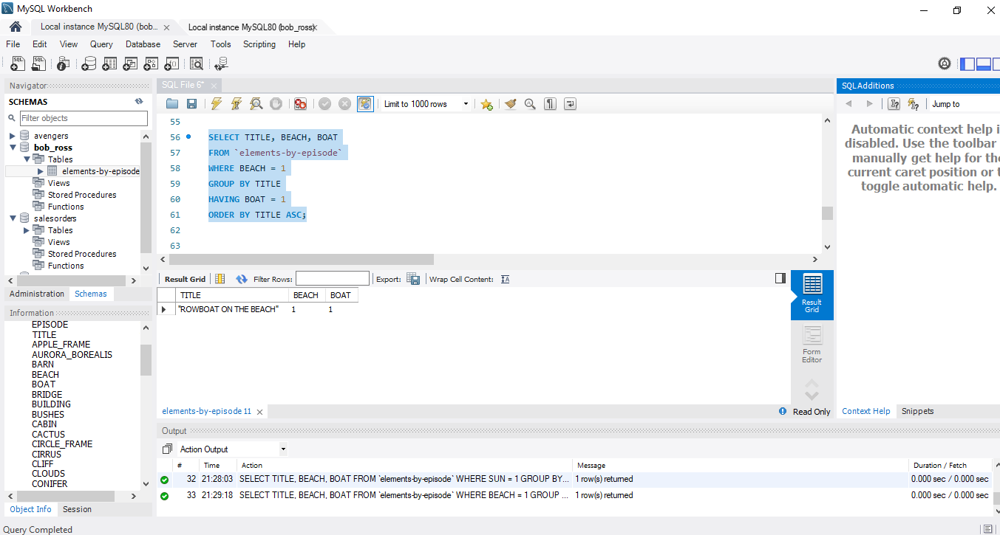 MySQL Workbench
Local instance MySQL80 (bob... Local instance MySQL80 (bob_ross)
File Edit View Query Database Server Tools Scripting Help
Navigator
SCHEMAS
Filter objects
avengers
bob_ross
Tables
elements-by-episode
Views
Stored Procedures
Functions
salesorders
Tables
Views
Stored Procedures
Functions
Administration Schemas
Information
EPISODE
TITLE
APPLE_FRAME
AURORA_BOREALIS
BARN
BEACH
BOAT
BRIDGE
BUILDING
BUSHES
CABIN
CACTUS
CIRCLE_FRAME
CIRRUS
CLIFF
CLOUDS
CONIFER
Object Info Session
Query Completed
SQL File 6*
Limit to 1000 rows
55
56 SELECT TITLE, BEACH, BOAT
57 FROM `elements-by-episode`
58 WHERE BEACH = 1
59 GROUP BY TITLE
60 HAVING BOAT = 1
61 ORDER BY TITLE ASC;
62
63
Result Grid Filter Rows: Export: Wrap Cell Content:
TITLE BEACH BOAT
"ROWBOAT ON THE BEACH" 1 1
Result
Grid
Form
Editor
elements-by-episode 11 Read Only
Output
Action Output
# Time Action Message Duration / Fetch
32 21:28:03 SELECT TITLE, BEACH, BOAT FROM `elements-by-episode` WHERE SUN = 1 GROUP BY... 1 row(s) returned 0.000 sec / 0.000 sec
33 21:29:18 SELECT TITLE, BEACH, BOAT FROM `elements-by-episode` WHERE BEACH = 1 GROUP ... 1 row(s) returned 0.000 sec / 0.000 sec
SQLAdditions
Jump to
Automatic context help i
disabled. Use the toolbar
manually get help for the
current caret position or t
toggle automatic help.
Context Help Snippets